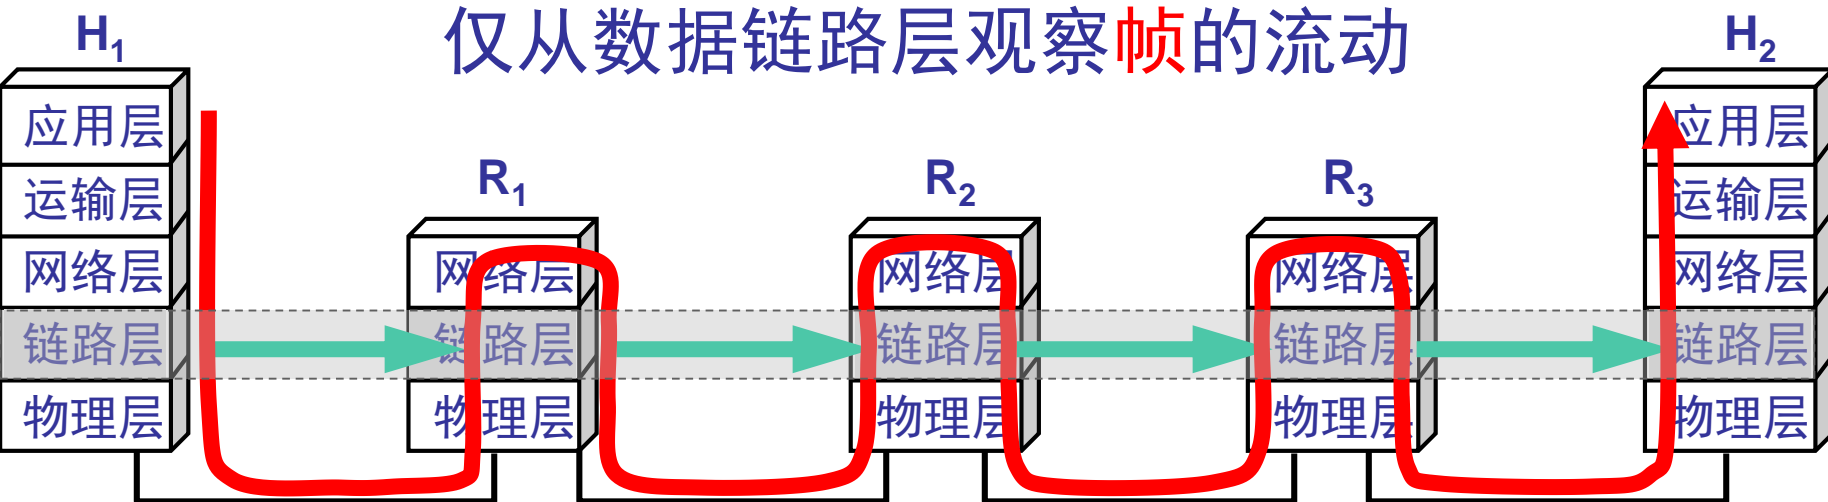 仅从数据链路层观察帧的流动
H1
H2
R1
R2
R3
应用层
运输层
网络层
链路层
物理层
网络层
链路层
物理层
网络层
链路层
物理层
网络层
链路层
物理层
应用层
运输层
网络层
链路层
物理层